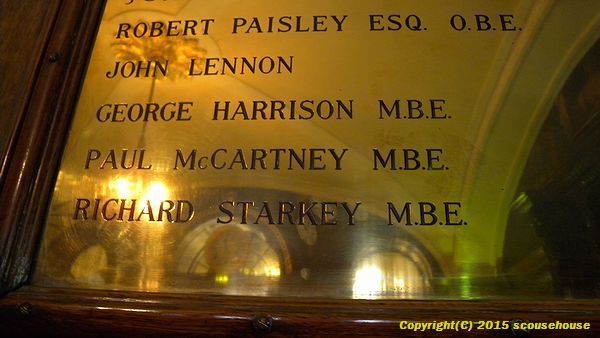 ROBERT PAISLEY ESQ. O.B.E.
JOHN LENNON
GEORGE HARRISON M.B.E.
PAUL McCARTNEY M.B.E.
RICHARD STARKEY M.B.E.
Copyright(C) 2015 scousehouse